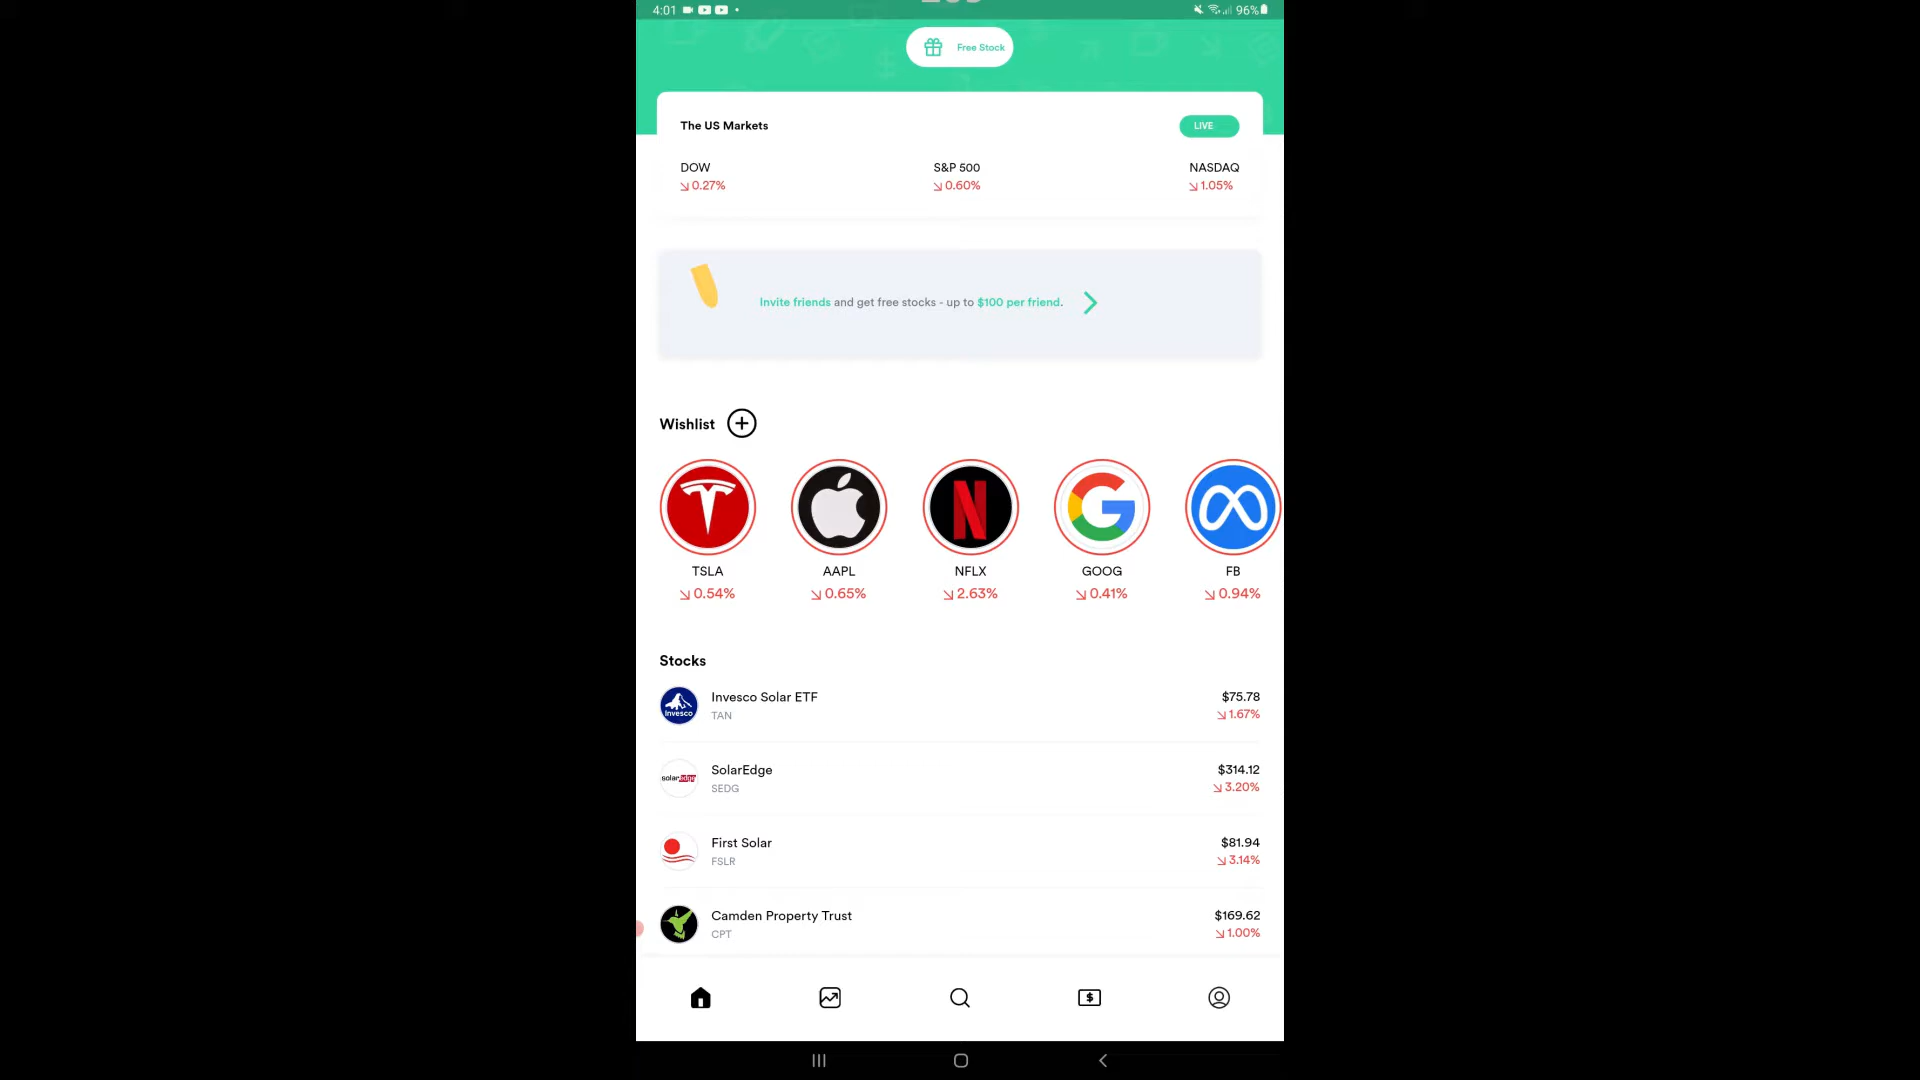 4:01
96%
Free Stock
The US Markets
LIVE
DOW
S&P 500
NASDAQ
0.27%
0.60%
1.05%
Invite friends and get free stocks - up to $100 per friend.
Wishlist
TSLA
AAPL
NFLX
GOOG
FB
0.54%
0.65%
2.63%
0.41%
0.94%
Stocks
Invesco
Invesco Solar ETF
$75.78
TAN
1.67%
solaredge
SolarEdge
$314.12
SEDG
3.20%
First Solar
$81.94
FSLR
3.14%
Camden Property Trust
$169.62
CPT
1.00%